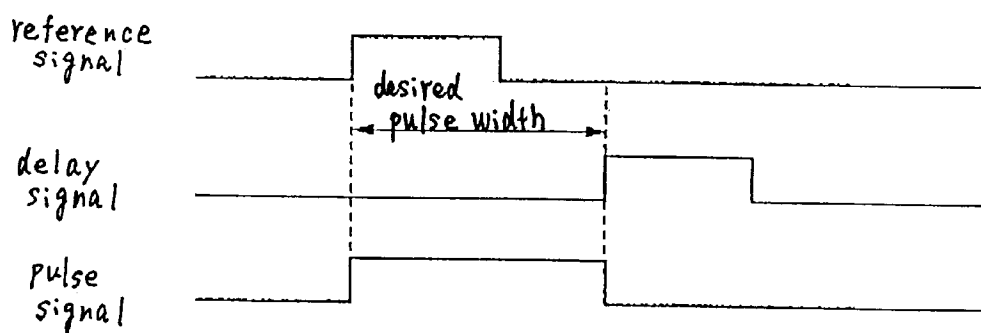 reference
signal
desired
pulse width
delay
signal
pulse
signal